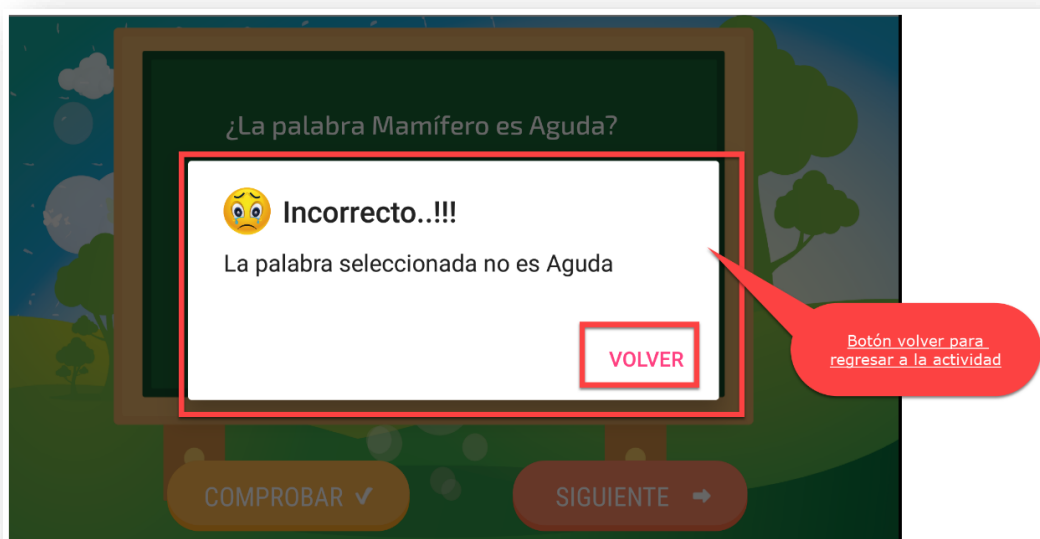 ¿La palabra Mamífero es Aguda?
Incorrecto..!!!
La palabra seleccionada no es Aguda
VOLVER
Botón volver para
regresar a la actividad
COMPROBAR ✔
SIGUIENTE ➡